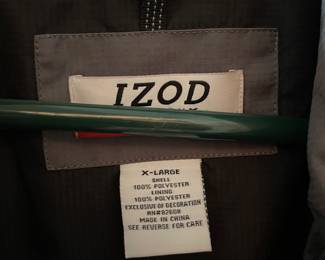 IZOD
X-LARGE
SHELL
100% POLYESTER
LINING
100% POLYESTER
EXCLUSIVE OF DECORATION
RN#82608
MADE IN CHINA
SEE REVERSE FOR CARE